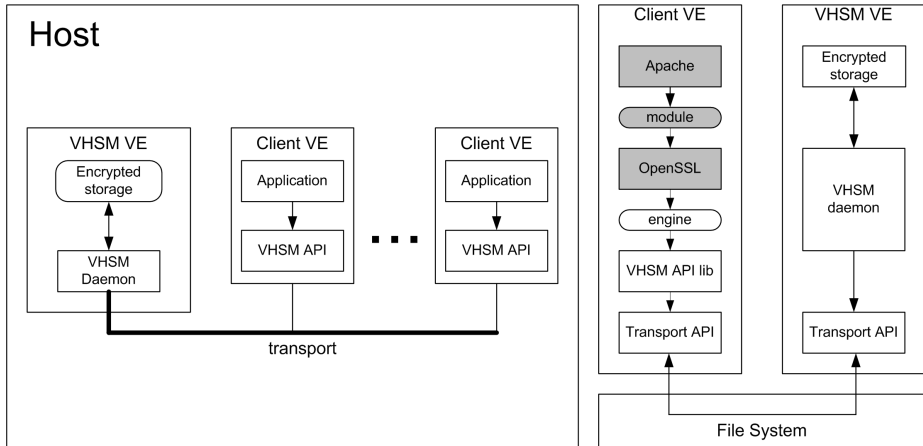 Host
VHSM VE
Encrypted
storage
VHSM
Daemon
Client VE
Application
VHSM API
Client VE
Application
VHSM API
transport
Client VE
Apache
module
OpenSSL
engine
VHSM API lib
Transport API
VHSM VE
Encrypted
storage
VHSM
daemon
Transport API
File System